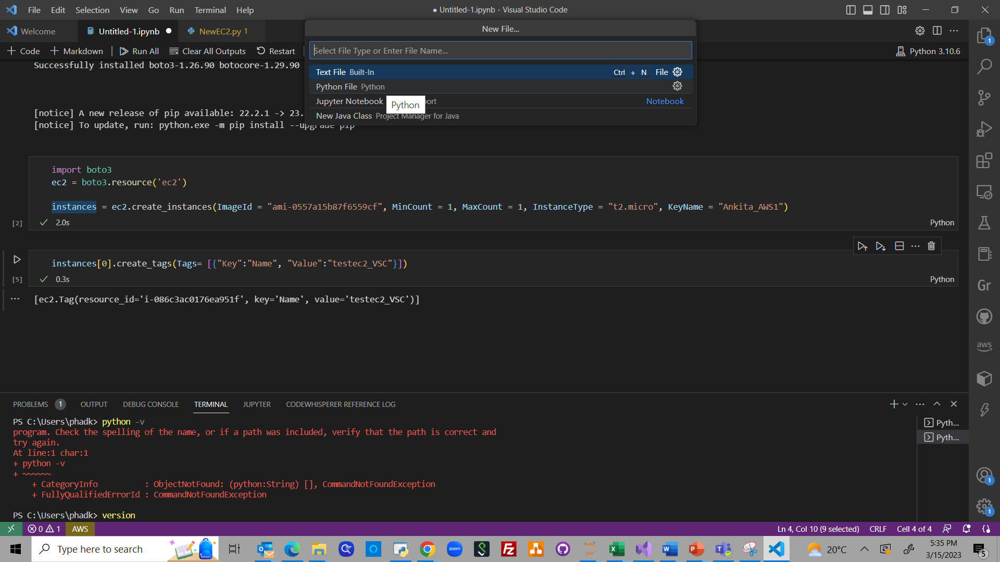 File Edit Selection View Go Run Terminal Help
● Untitled-1.ipynb - Visual Studio Code
Welcome
Untitled-1.ipynb ●
NewEC2.py 1
New File...
+ Code + Markdown Run All Clear All Outputs Restart
Select File Type or Enter File Name...
Python 3.10.6
Successfully installed boto3-1.26.90 botocore-1.29.90
Text File Built-In Ctrl + N File
Python File Python
Jupyter Notebook port Notebook
Python
New Java Class Project Manager for Java
[notice] A new release of pip available: 22.2.1 -> 23.
[notice] To update, run: python.exe -m pip install --upgrade pip
import boto3
ec2 = boto3.resource('ec2')
instances = ec2.create_instances(ImageId = "ami-0557a15b87f6559cf", MinCount = 1, MaxCount = 1, InstanceType = "t2.micro", KeyName = "Ankita_AWS1")
[2] 2.0s Python
instances[0].create_tags(Tags= [{"Key":"Name", "Value":"testec2_VSC"}])
[5] 0.3s Python
[ec2.Tag(resource_id='i-086c3ac0176ea951f', key='Name', value='testec2_VSC')]
PROBLEMS 1 OUTPUT DEBUG CONSOLE TERMINAL JUPYTER CODEWHISPERER REFERENCE LOG
PS C:\Users\phadk> python -v
program. Check the spelling of the name, or if a path was included, verify that the path is correct and
try again.
At line:1 char:1
+ python -v
+ ~~~~~~
+ CategoryInfo : ObjectNotFound: (python:String) [], CommandNotFoundException
+ FullyQualifiedErrorId : CommandNotFoundException
PS C:\Users\phadk> version
Pyth...
Pyth...
1
Gr
aws
1
1
0 1 AWS
Ln 4, Col 10 (9 selected) CRLF Cell 4 of 4
Type here to search
zoom
20°C
5:35 PM
3/15/2023
5